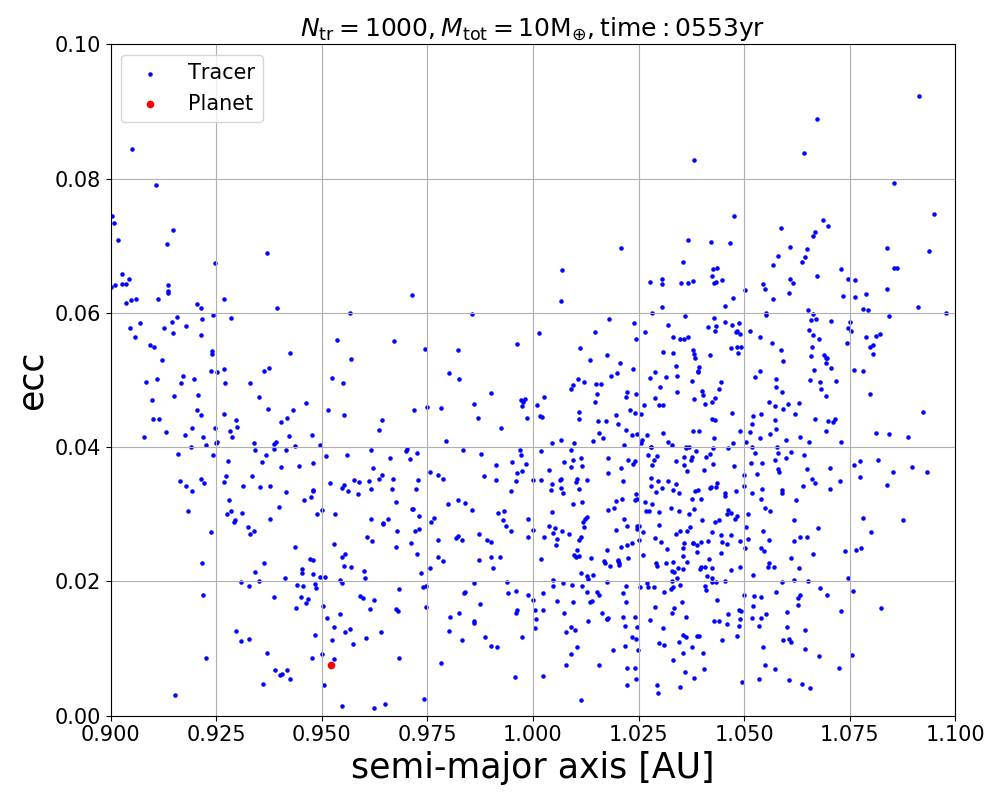 N_tr = 1000, M_tot = 10M_⊕, time : 0553yr
Tracer
Planet
0.10
0.08
0.06
0.04
0.02
0.00
ecc
0.900 0.925 0.950 0.975 1.000 1.025 1.050 1.075 1.100
semi-major axis [AU]